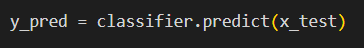 y_pred = classifier.predict(x_test)